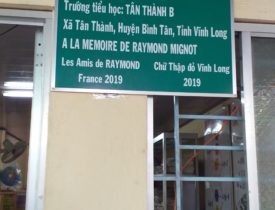 Trường tiểu học: TÂN THÀNH B
Xã Tân Thành, Huyện Bình Tân, Tỉnh Vĩnh Long
A LA MEMOIRE DE RAYMOND MIGNOT
Les Amis de RAYMOND Chữ Thập đỏ Vĩnh Long
France 2019 2019